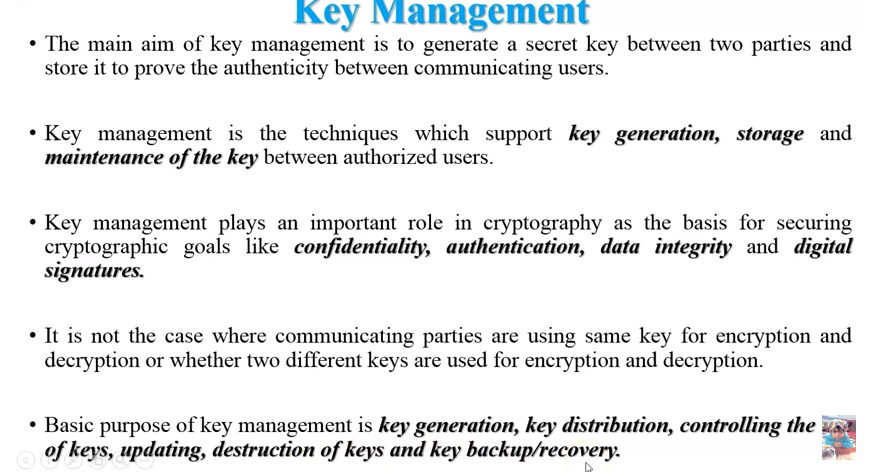 Key Management
• The main aim of key management is to generate a secret key between two parties and
store it to prove the authenticity between communicating users.
• Key management is the techniques which support key generation, storage and
maintenance of the key between authorized users.
• Key management plays an important role in cryptography as the basis for securing
cryptographic goals like confidentiality, authentication, data integrity and digital
signatures.
• It is not the case where communicating parties are using same key for encryption and
decryption or whether two different keys are used for encryption and decryption.
• Basic purpose of key management is key generation, key distribution, controlling the
of keys, updating, destruction of keys and key backup/recovery.